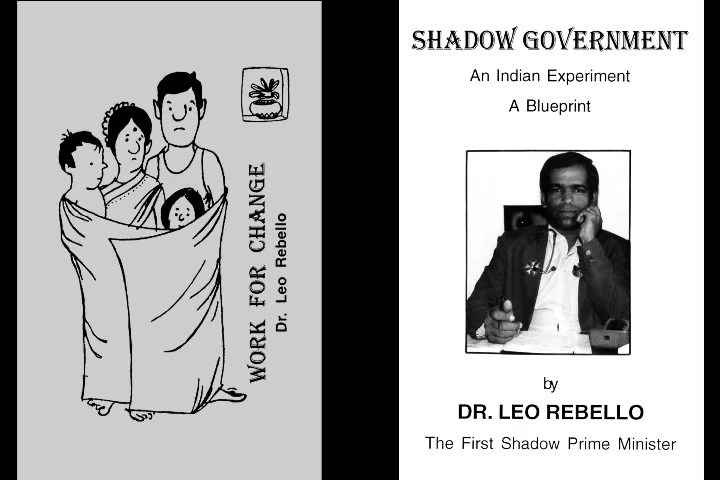 WORK FOR CHANGE
Dr. Leo Rebello
SHADOW GOVERNMENT
An Indian Experiment
A Blueprint
by
DR. LEO REBELLO
The First Shadow Prime Minister